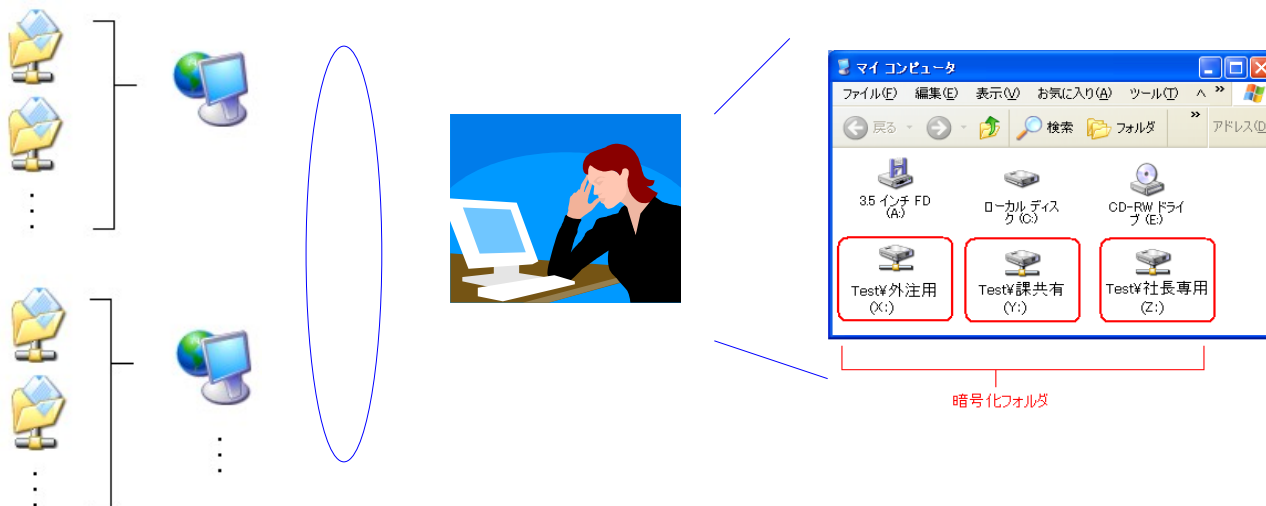 マイ コンピュータ
ファイル(F) 編集(E) 表示(V) お気に入り(A) ツール(T) ヘ »
戻る 検索 フォルダ » アドレス(D
3.5 インチ FD
(A:)
ローカル ディス
ク (C:)
CD-RW ドライ
ブ (E:)
Test¥外注用
(X:)
Test¥課共有
(Y:)
Test¥社長専用
(Z:)
暗号化フォルダ